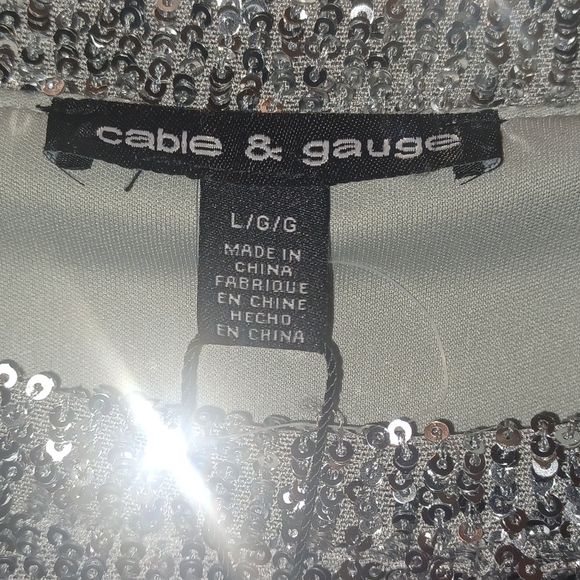 cable & gauge
L/G/G
MADE IN
CHINA
FABRIQUE
EN CHINE
HECHO
EN CHINA